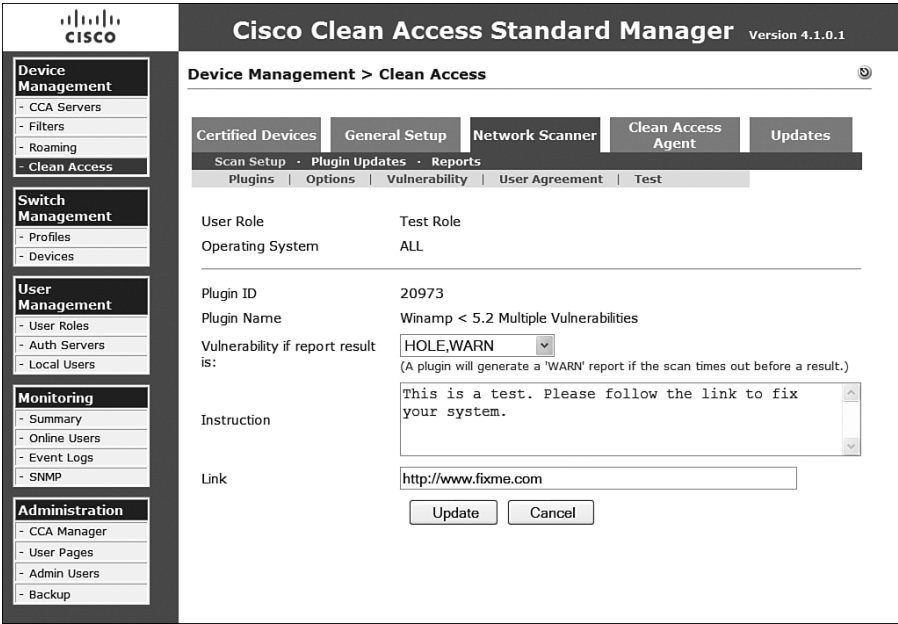 CISCO
Cisco Clean Access Standard Manager Version 4.1.0.1
Device
Management
- CCA Servers
- Filters
- Roaming
- Clean Access
Switch
Management
- Profiles
- Devices
User
Management
- User Roles
- Auth Servers
- Local Users
Monitoring
- Summary
- Online Users
- Event Logs
- SNMP
Administration
- CCA Manager
- User Pages
- Admin Users
- Backup
Device Management > Clean Access
Certified Devices
General Setup
Network Scanner
Clean Access
Agent
Updates
Scan Setup · Plugin Updates · Reports
Plugins | Options | Vulnerability | User Agreement | Test
User Role Test Role
Operating System ALL
Plugin ID 20973
Plugin Name Winamp < 5.2 Multiple Vulnerabilities
Vulnerability if report result
is:
HOLE,WARN
(A plugin will generate a 'WARN' report if the scan times out before a result.)
Instruction
This is a test. Please follow the link to fix
your system.
Link http://www.fixme.com
Update Cancel